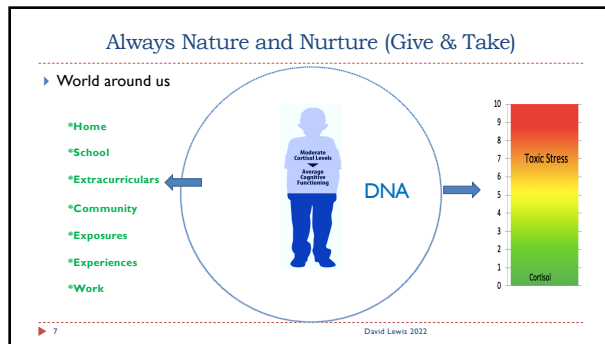 Always Nature and Nurture (Give & Take)
World around us
*Home
*School
*Extracurriculars
*Community
*Exposures
*Experiences
*Work
Moderate
Cortisol Levels
Average
Cognitive
Functioning
DNA
10
9
8
7
6
5
4
3
2
1
0
Toxic Stress
Cortisol
7
David Lewis 2022